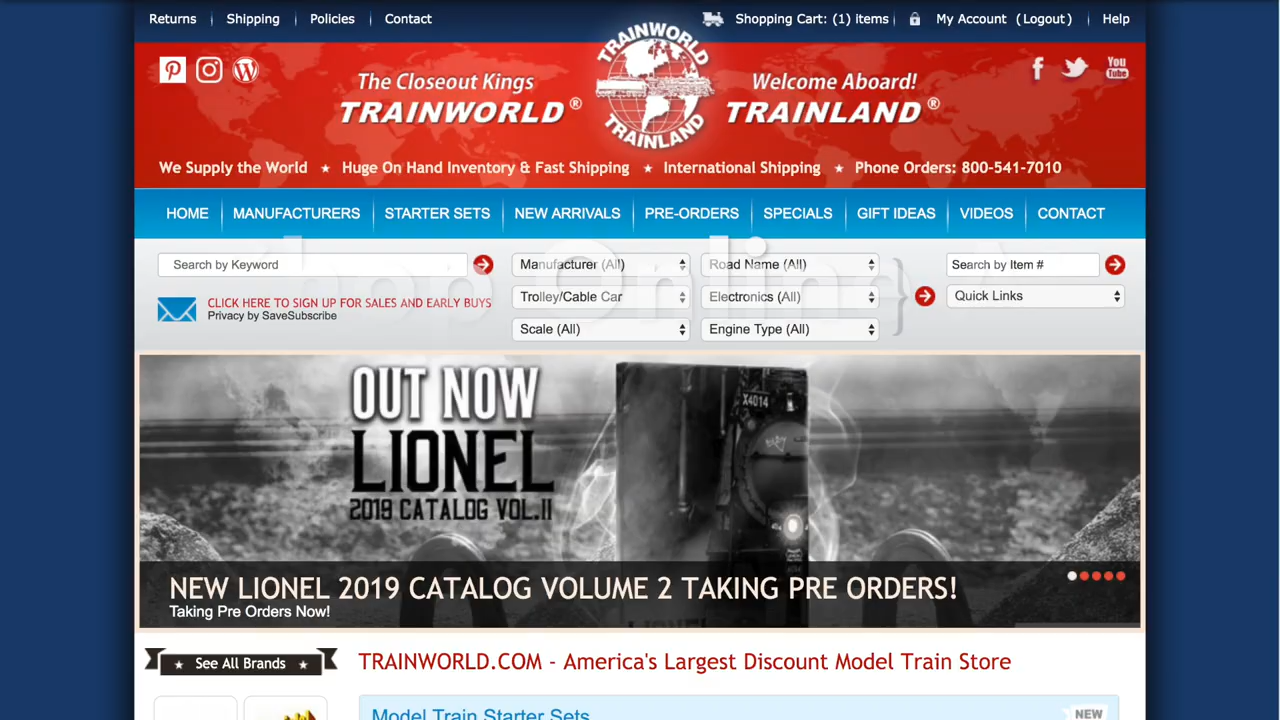 Returns Shipping Policies Contact Shopping Cart: (1) items My Account (Logout) Help
The Closeout Kings
TRAINWORLD®
TRAINWORLD
TRAINLAND
Welcome Aboard!
TRAINLAND®
You
Tube
We Supply the World ★ Huge On Hand Inventory & Fast Shipping ★ International Shipping ★ Phone Orders: 800-541-7010
HOME MANUFACTURERS STARTER SETS NEW ARRIVALS PRE-ORDERS SPECIALS GIFT IDEAS VIDEOS CONTACT
Search by Keyword Manufacturer (All) Road Name (All) Search by Item #
Trolley/Cable Car Electronics (All) Quick Links
CLICK HERE TO SIGN UP FOR SALES AND EARLY BUYS
Privacy by SaveSubscribe
Scale (All) Engine Type (All)
OUT NOW
LIONEL
2019 CATALOG VOL.II
X4014
NEW LIONEL 2019 CATALOG VOLUME 2 TAKING PRE ORDERS!
Taking Pre Orders Now!
★ See All Brands ★
TRAINWORLD.COM - America's Largest Discount Model Train Store
Model Train Starter Sets NEW